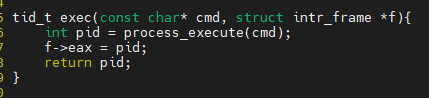 tid_t exec(const char* cmd, struct intr_frame *f){
    int pid = process_execute(cmd);
    f->eax = pid;
    return pid;
}